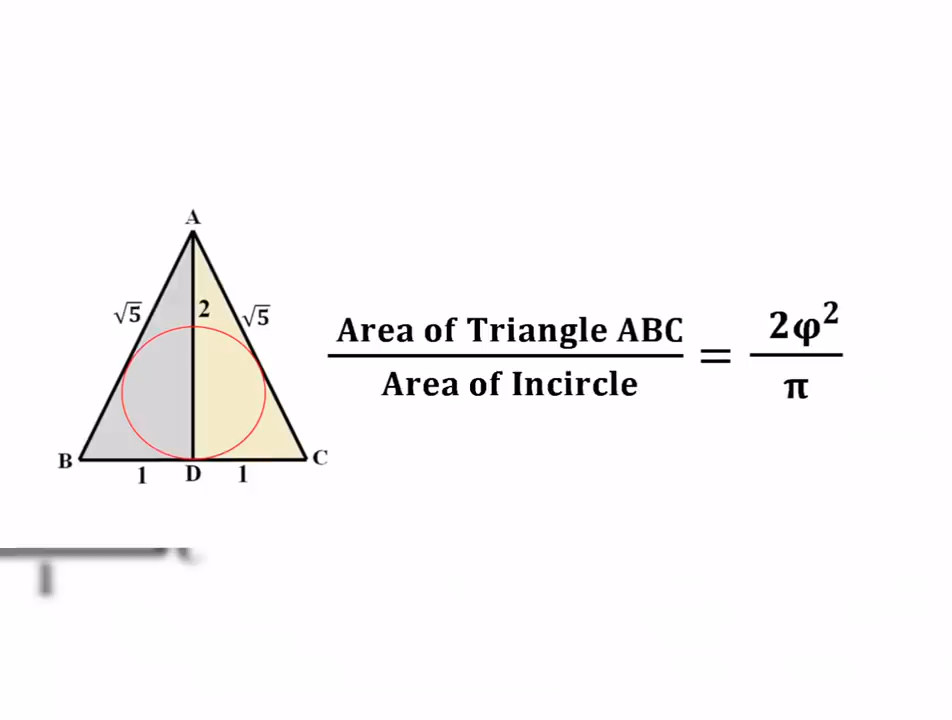 A
√5
2
√5
B
1
D
1
C
Area of Triangle ABC
Area of Incircle
=
2φ²
π